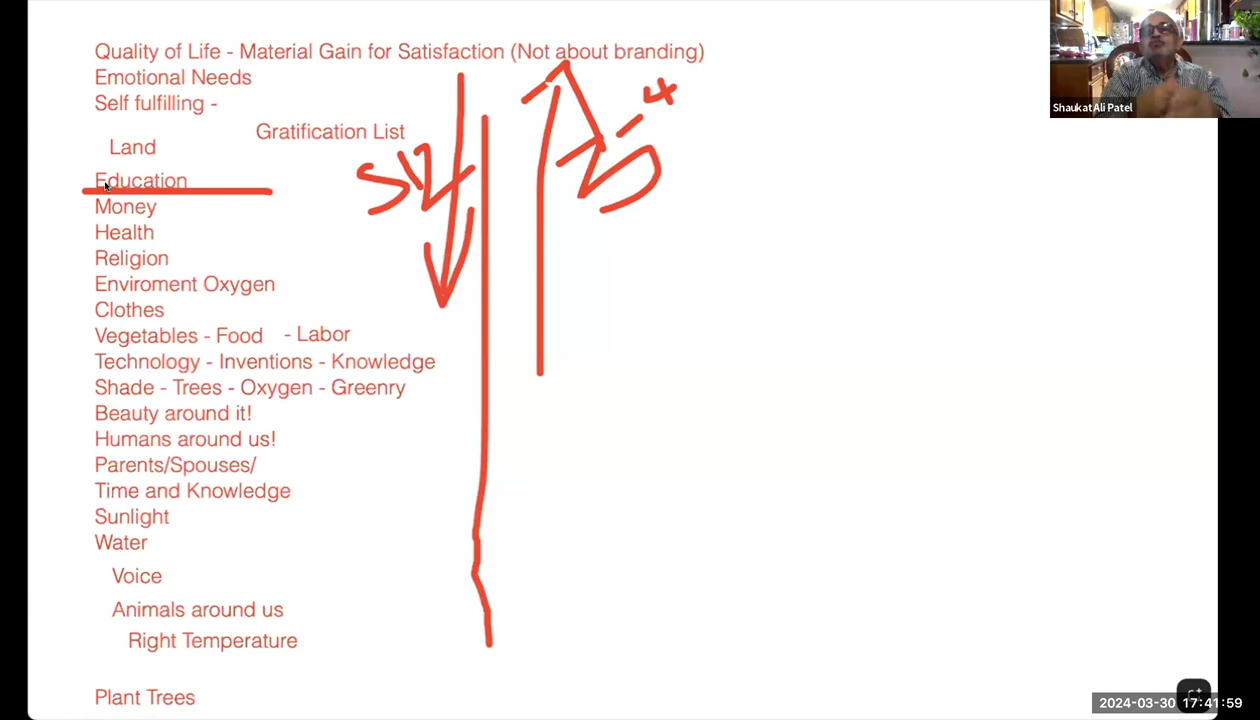 Quality of Life - Material Gain for Satisfaction (Not about branding)
Emotional Needs
Self fulfilling -
Gratification List
Land
Education
Money
Health
Religion
Enviroment Oxygen
Clothes
Vegetables - Food - Labor
Technology - Inventions - Knowledge
Shade - Trees - Oxygen - Greenry
Beauty around it!
Humans around us!
Parents/Spouses/
Time and Knowledge
Sunlight
Water
Voice
Animals around us
Right Temperature
Plant Trees
Shaukat Ali Patel
2024-03-30 17:41:59